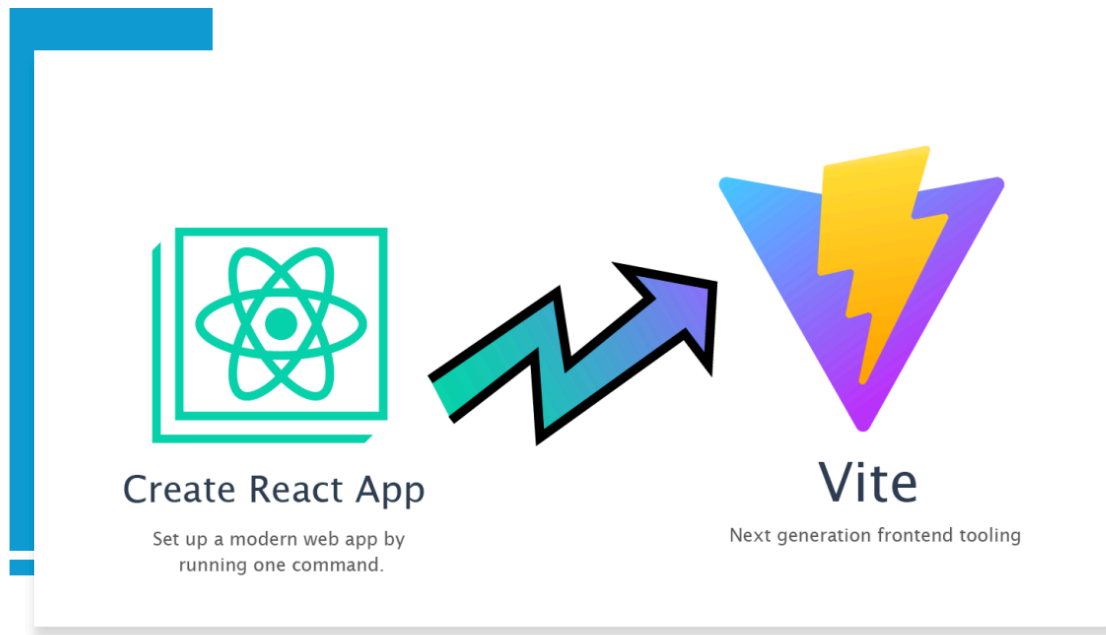 Create React App
Set up a modern web app by
running one command.
Vite
Next generation frontend tooling